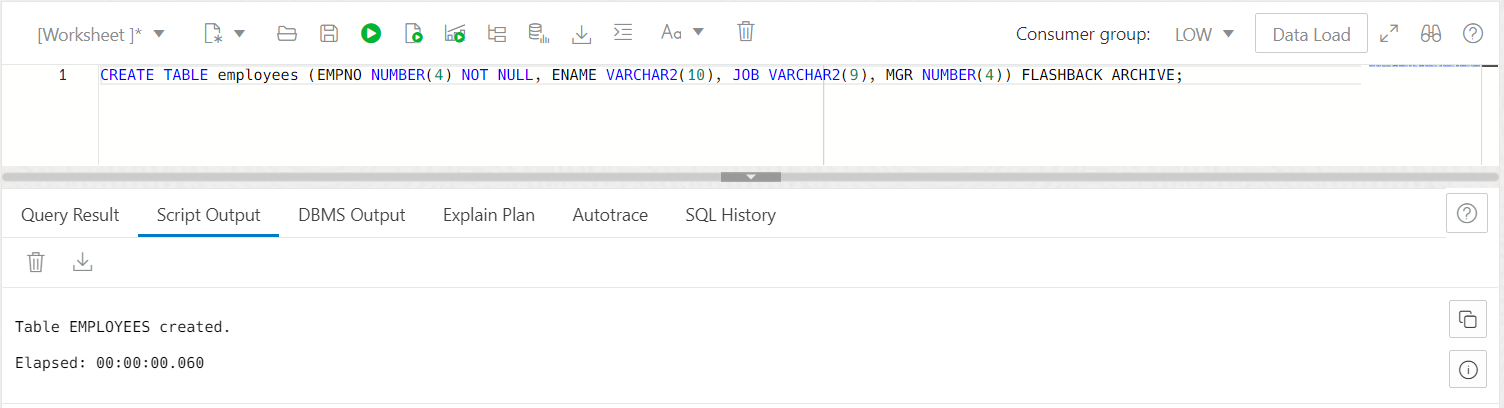 [Worksheet ]* Aa Consumer group: LOW Data Load
1 CREATE TABLE employees (EMPNO NUMBER(4) NOT NULL, ENAME VARCHAR2(10), JOB VARCHAR2(9), MGR NUMBER(4)) FLASHBACK ARCHIVE;
Query Result Script Output DBMS Output Explain Plan Autotrace SQL History
Table EMPLOYEES created.
Elapsed: 00:00:00.060